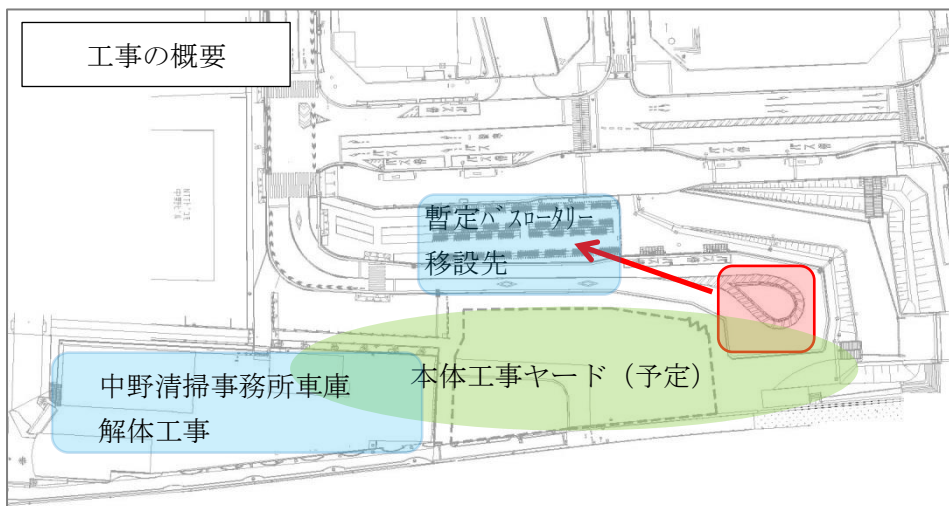 工事の概要
暫定ﾊﾞｽﾛｰﾀﾘｰ
移設先
本体工事ヤード（予定）
中野清掃事務所車庫
解体工事